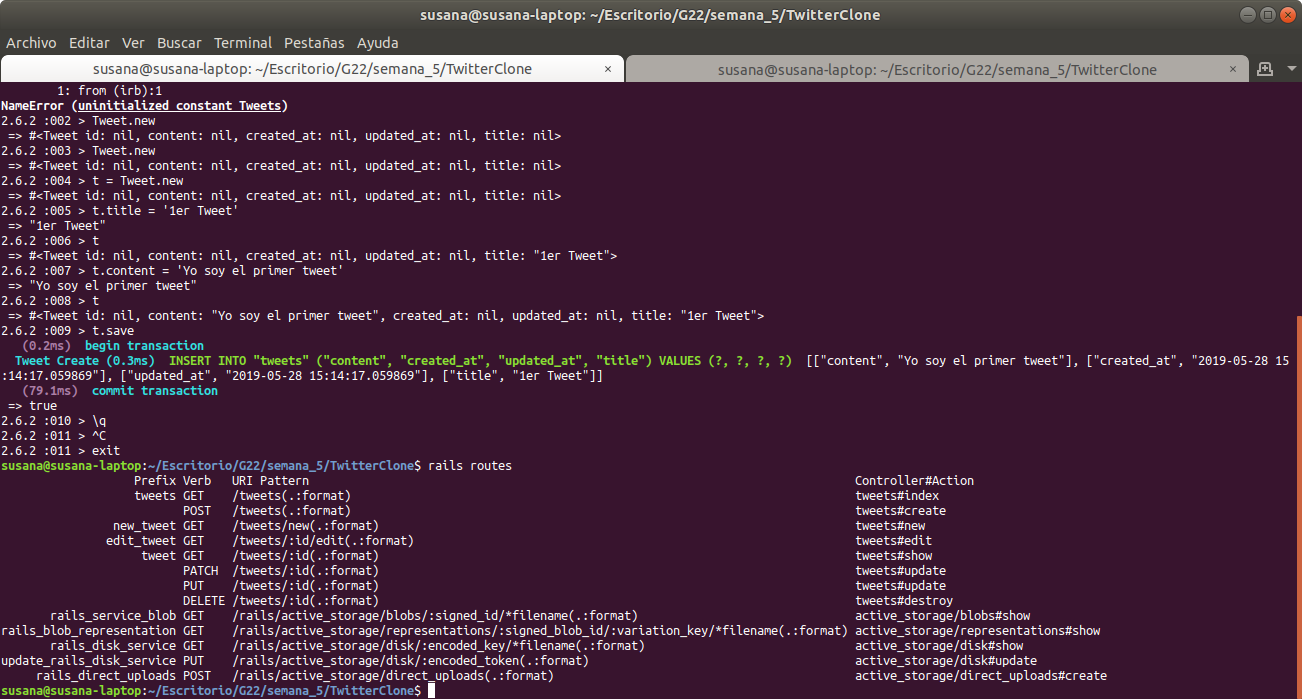 susana@susana-laptop: ~/Escritorio/G22/semana_5/TwitterClone
Archivo Editar Ver Buscar Terminal Pestañas Ayuda
susana@susana-laptop: ~/Escritorio/G22/semana_5/TwitterClone × susana@susana-laptop: ~/Escritorio/G22/semana_5/TwitterClone ×
        1: from (irb):1
NameError (uninitialized constant Tweets)
2.6.2 :002 > Tweet.new
 => #<Tweet id: nil, content: nil, created_at: nil, updated_at: nil, title: nil>
2.6.2 :003 > Tweet.new
 => #<Tweet id: nil, content: nil, created_at: nil, updated_at: nil, title: nil>
2.6.2 :004 > t = Tweet.new
 => #<Tweet id: nil, content: nil, created_at: nil, updated_at: nil, title: nil>
2.6.2 :005 > t.title = '1er Tweet'
 => "1er Tweet"
2.6.2 :006 > t
 => #<Tweet id: nil, content: nil, created_at: nil, updated_at: nil, title: "1er Tweet">
2.6.2 :007 > t.content = 'Yo soy el primer tweet'
 => "Yo soy el primer tweet"
2.6.2 :008 > t
 => #<Tweet id: nil, content: "Yo soy el primer tweet", created_at: nil, updated_at: nil, title: "1er Tweet">
2.6.2 :009 > t.save
   (0.2ms)  begin transaction
  Tweet Create (0.3ms)  INSERT INTO "tweets" ("content", "created_at", "updated_at", "title") VALUES (?, ?, ?, ?)  [["content", "Yo soy el primer tweet"], ["created_at", "2019-05-28 15
:14:17.059869"], ["updated_at", "2019-05-28 15:14:17.059869"], ["title", "1er Tweet"]]
   (79.1ms)  commit transaction
 => true
2.6.2 :010 > \q
2.6.2 :011 > ^C
2.6.2 :011 > exit
susana@susana-laptop:~/Escritorio/G22/semana_5/TwitterClone$ rails routes
Prefix Verb URI Pattern Controller#Action
tweets GET /tweets(.:format) tweets#index
POST /tweets(.:format) tweets#create
new_tweet GET /tweets/new(.:format) tweets#new
edit_tweet GET /tweets/:id/edit(.:format) tweets#edit
tweet GET /tweets/:id(.:format) tweets#show
PATCH /tweets/:id(.:format) tweets#update
PUT /tweets/:id(.:format) tweets#update
DELETE /tweets/:id(.:format) tweets#destroy
rails_service_blob GET /rails/active_storage/blobs/:signed_id/*filename(.:format) active_storage/blobs#show
rails_blob_representation GET /rails/active_storage/representations/:signed_blob_id/:variation_key/*filename(.:format) active_storage/representations#show
rails_disk_service GET /rails/active_storage/disk/:encoded_key/*filename(.:format) active_storage/disk#show
update_rails_disk_service PUT /rails/active_storage/disk/:encoded_token(.:format) active_storage/disk#update
rails_direct_uploads POST /rails/active_storage/direct_uploads(.:format) active_storage/direct_uploads#create
susana@susana-laptop:~/Escritorio/G22/semana_5/TwitterClone$